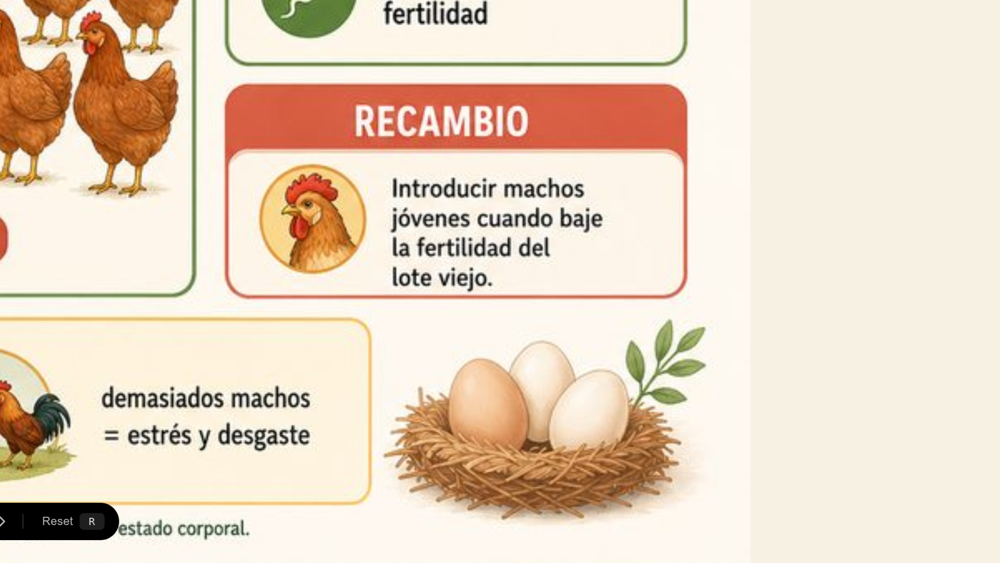 fertilidad
RECAMBIO
Introducir machos
jóvenes cuando baje
la fertilidad del
lote viejo.
demasiados machos
= estrés y desgaste
Reset R
estado corporal.